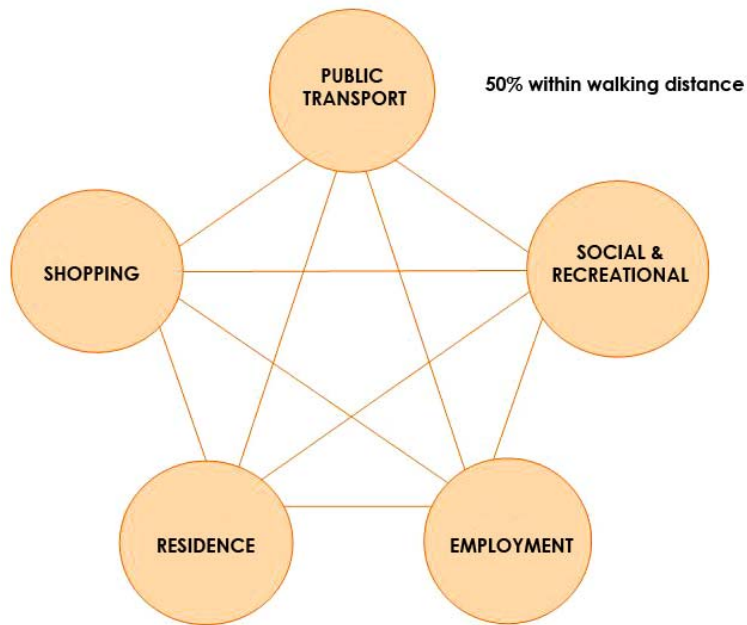 PUBLIC
TRANSPORT
50% within walking distance
SHOPPING
SOCIAL &
RECREATIONAL
RESIDENCE
EMPLOYMENT